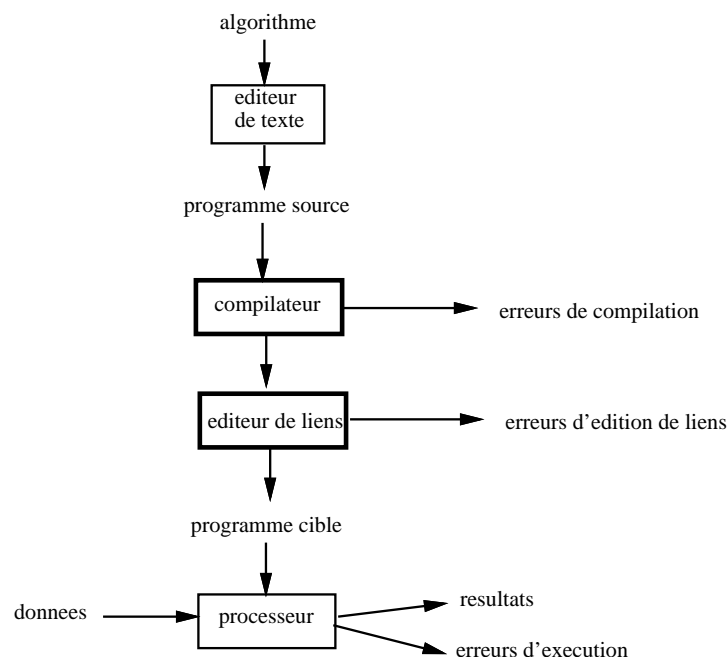 algorithme
editeur
de texte
programme source
compilateur
erreurs de compilation
editeur de liens
erreurs d'edition de liens
programme cible
donnees
processeur
resultats
erreurs d'execution